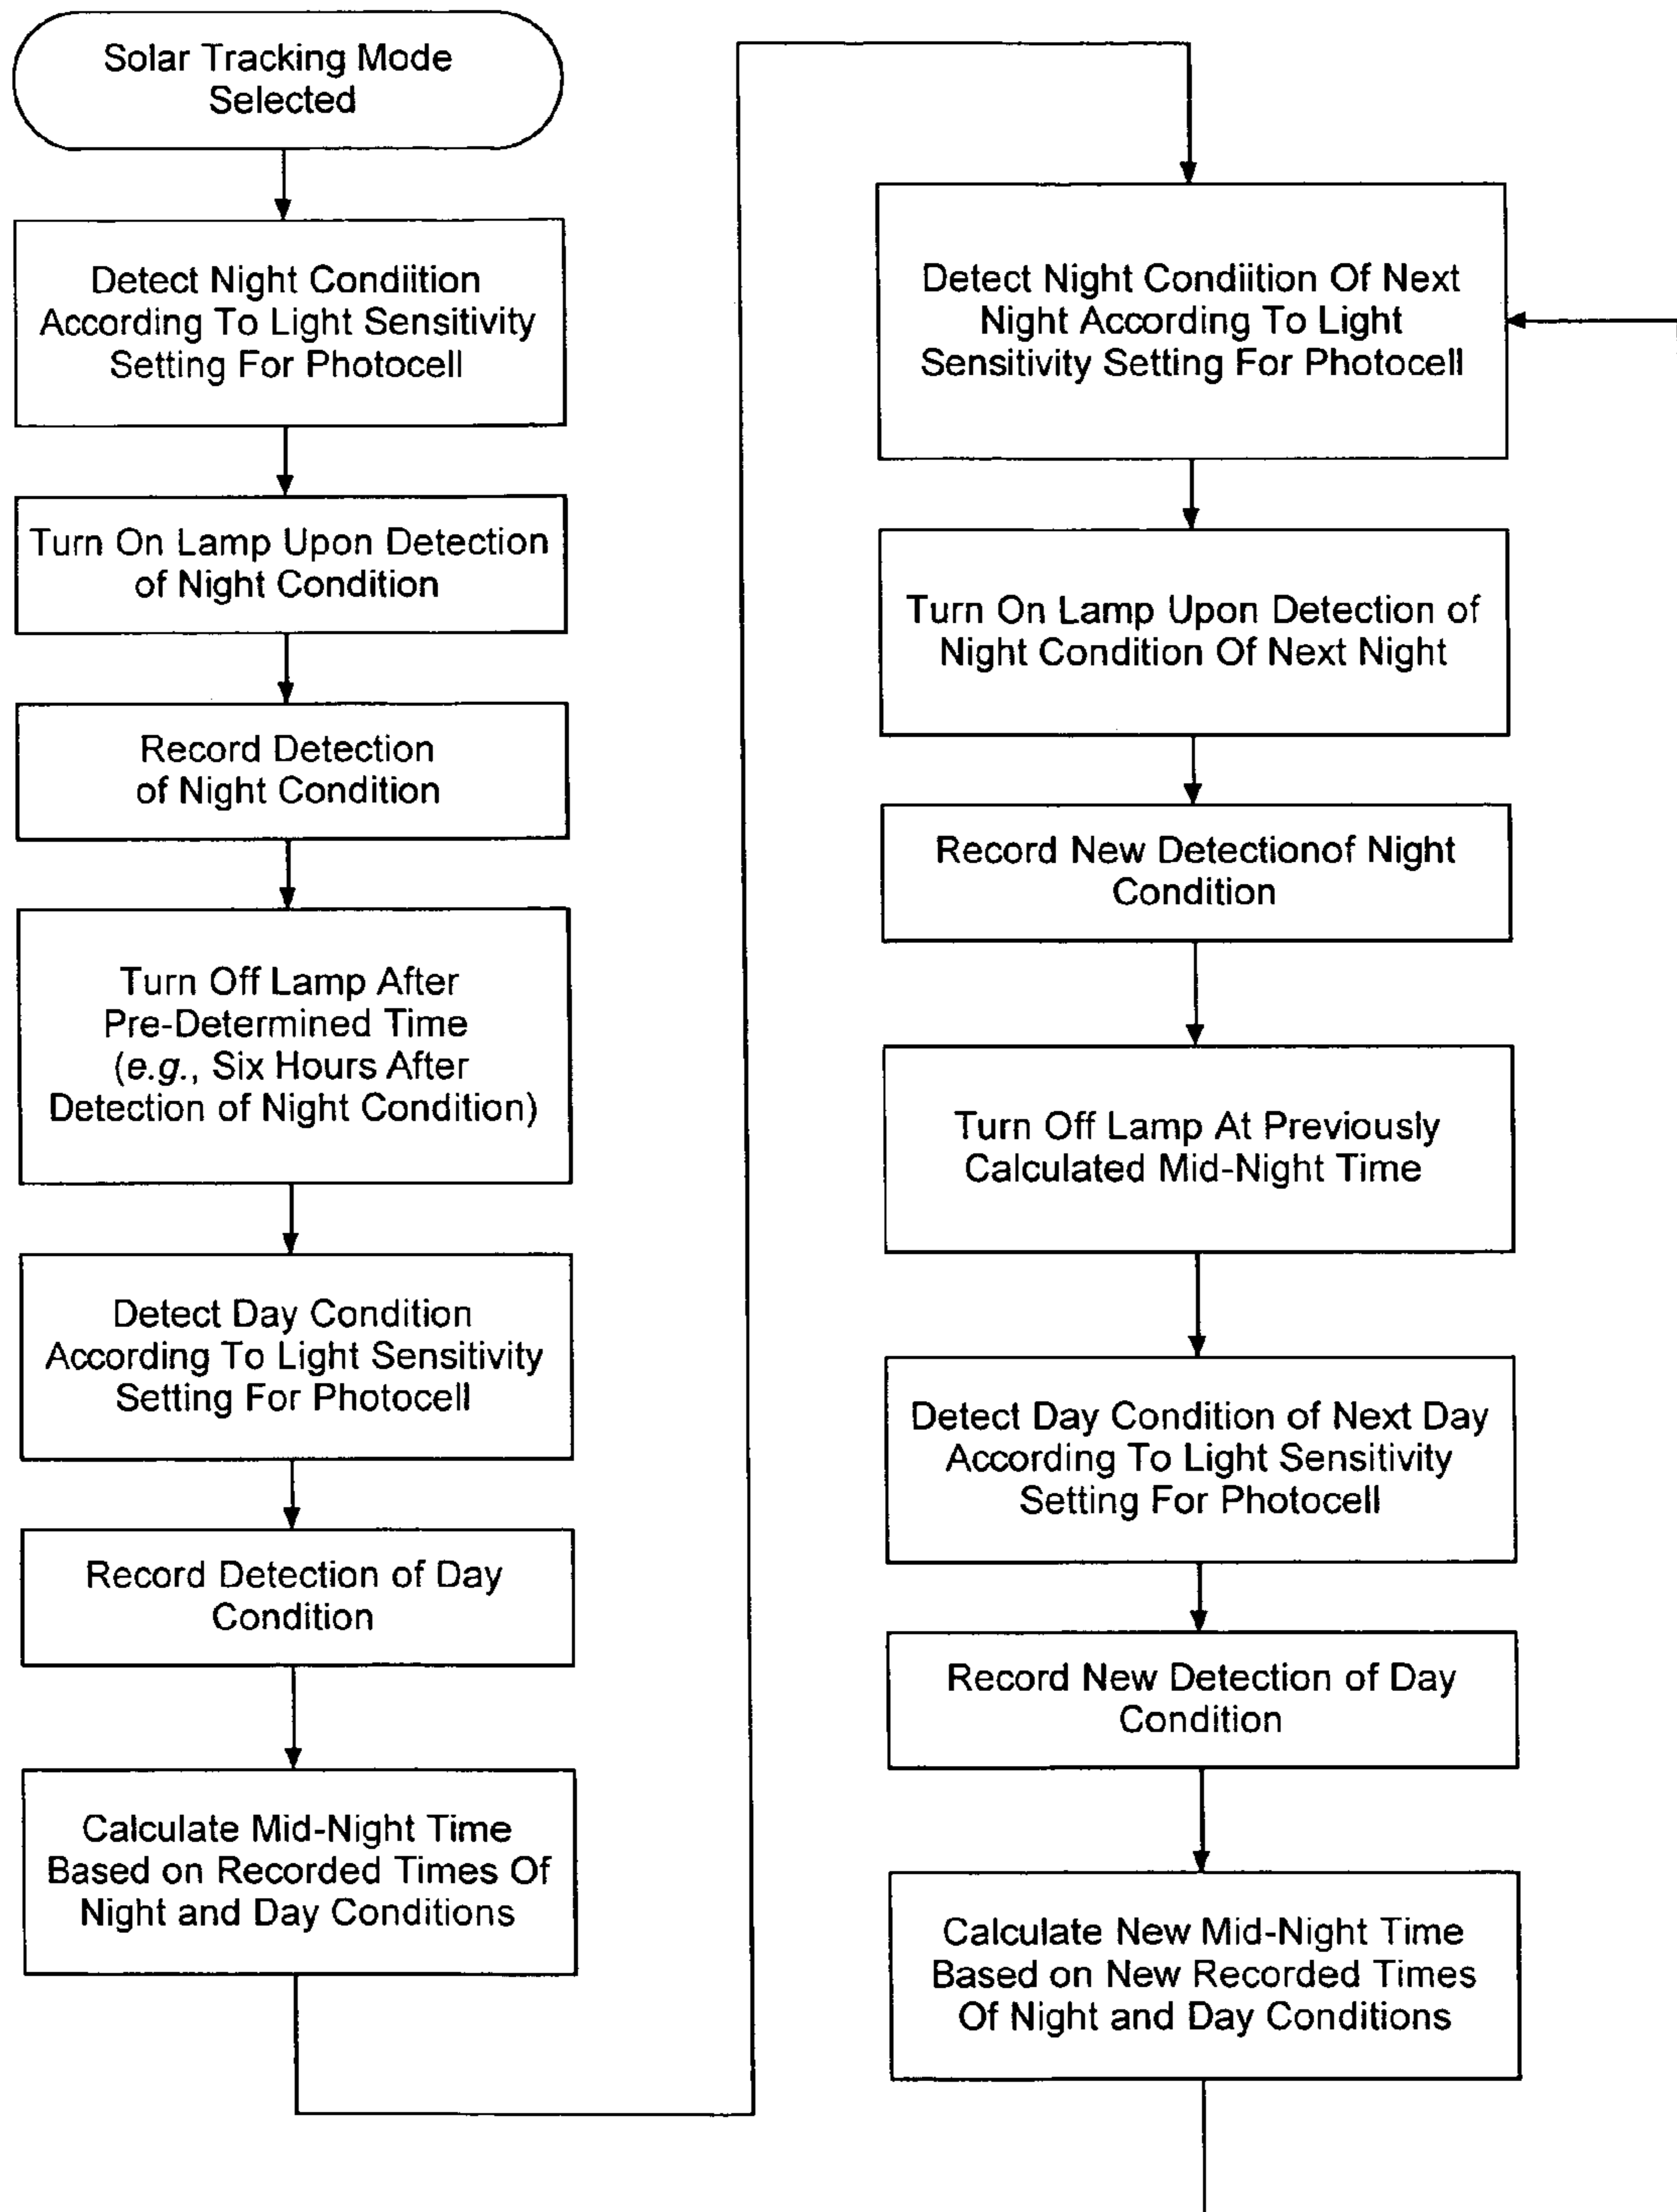 Solar Tracking Mode
Selected
Detect Night Condiition
According To Light Sensitivity
Setting For Photocell
Turn On Lamp Upon Detection
of Night Condition
Record Detection
of Night Condition
Turn Off Lamp After
Pre-Determined Time
(e.g., Six Hours After
Detection of Night Condition)
Detect Day Condition
According To Light Sensitivity
Setting For Photocell
Record Detection of Day
Condition
Calculate Mid-Night Time
Based on Recorded Times Of
Night and Day Conditions
Detect Night Condiition Of Next
Night According To Light
Sensitivity Setting For Photocell
Turn On Lamp Upon Detection of
Night Condition Of Next Night
Record New Detectionof Night
Condition
Turn Off Lamp At Previously
Calculated Mid-Night Time
Detect Day Condition of Next Day
According To Light Sensitivity
Setting For Photocell
Record New Detection of Day
Condition
Calculate New Mid-Night Time
Based on New Recorded Times
Of Night and Day Conditions